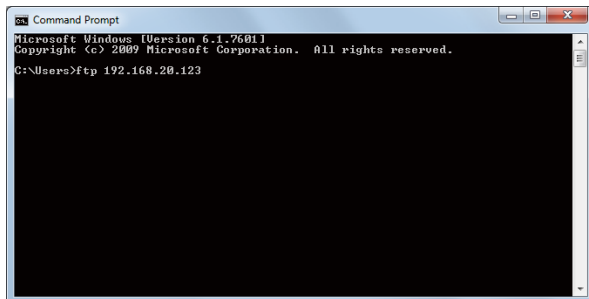 Command Prompt
Microsoft Windows [Version 6.1.7601]
Copyright (c) 2009 Microsoft Corporation.  All rights reserved.
C:\Users>ftp 192.168.20.123